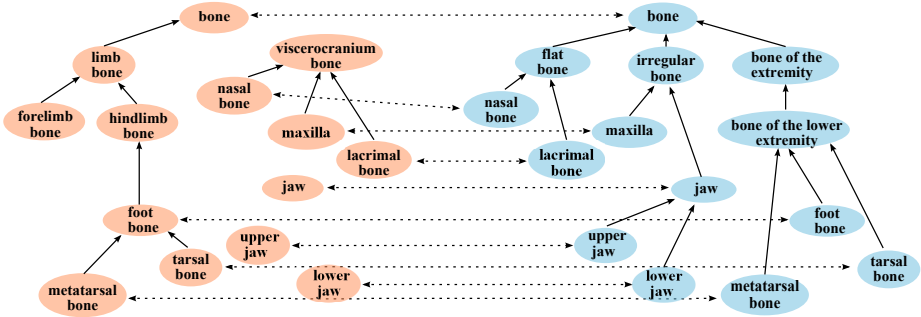 bone
bone
limb
bone
viscerocranium
bone
flat
bone
irregular
bone
bone of the
extremity
nasal
bone
nasal
bone
forelimb
bone
hindlimb
bone
maxilla
maxilla
bone of the lower
extremity
lacrimal
bone
lacrimal
bone
jaw
jaw
foot
bone
foot
bone
upper
jaw
upper
jaw
tarsal
bone
tarsal
bone
metatarsal
bone
lower
jaw
lower
jaw
metatarsal
bone